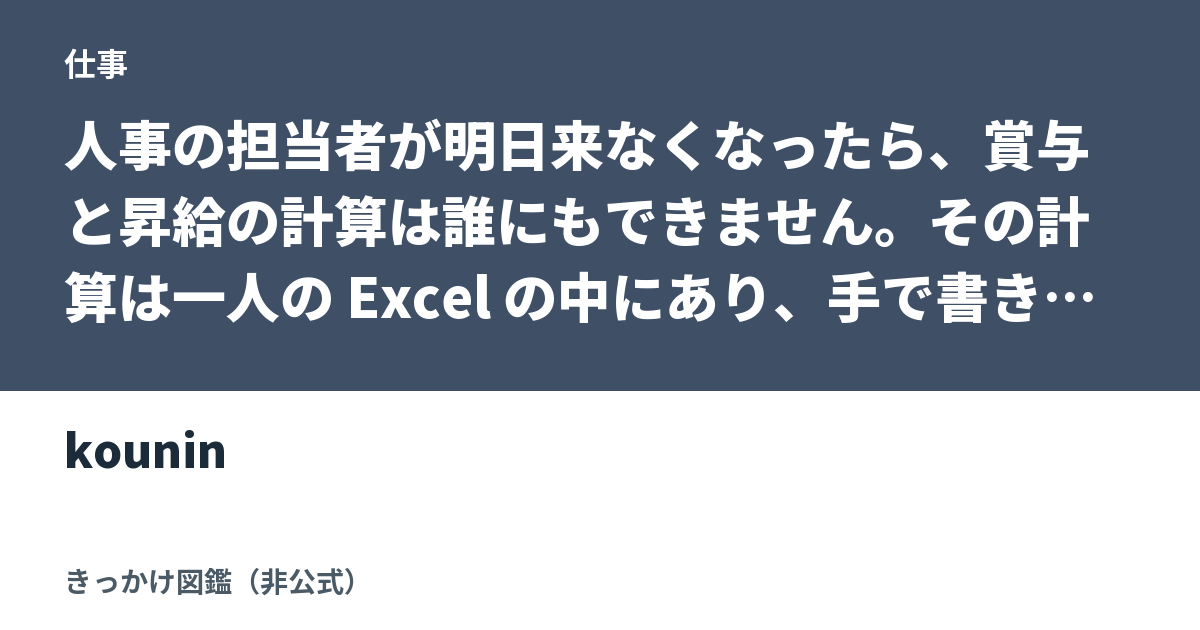 仕事
人事の担当者が明日来なくなったら、賞与
と昇給の計算は誰にもできません。その計
算は一人の Excel の中にあり、手で書き…
kounin
きっかけ図鑑（非公式）